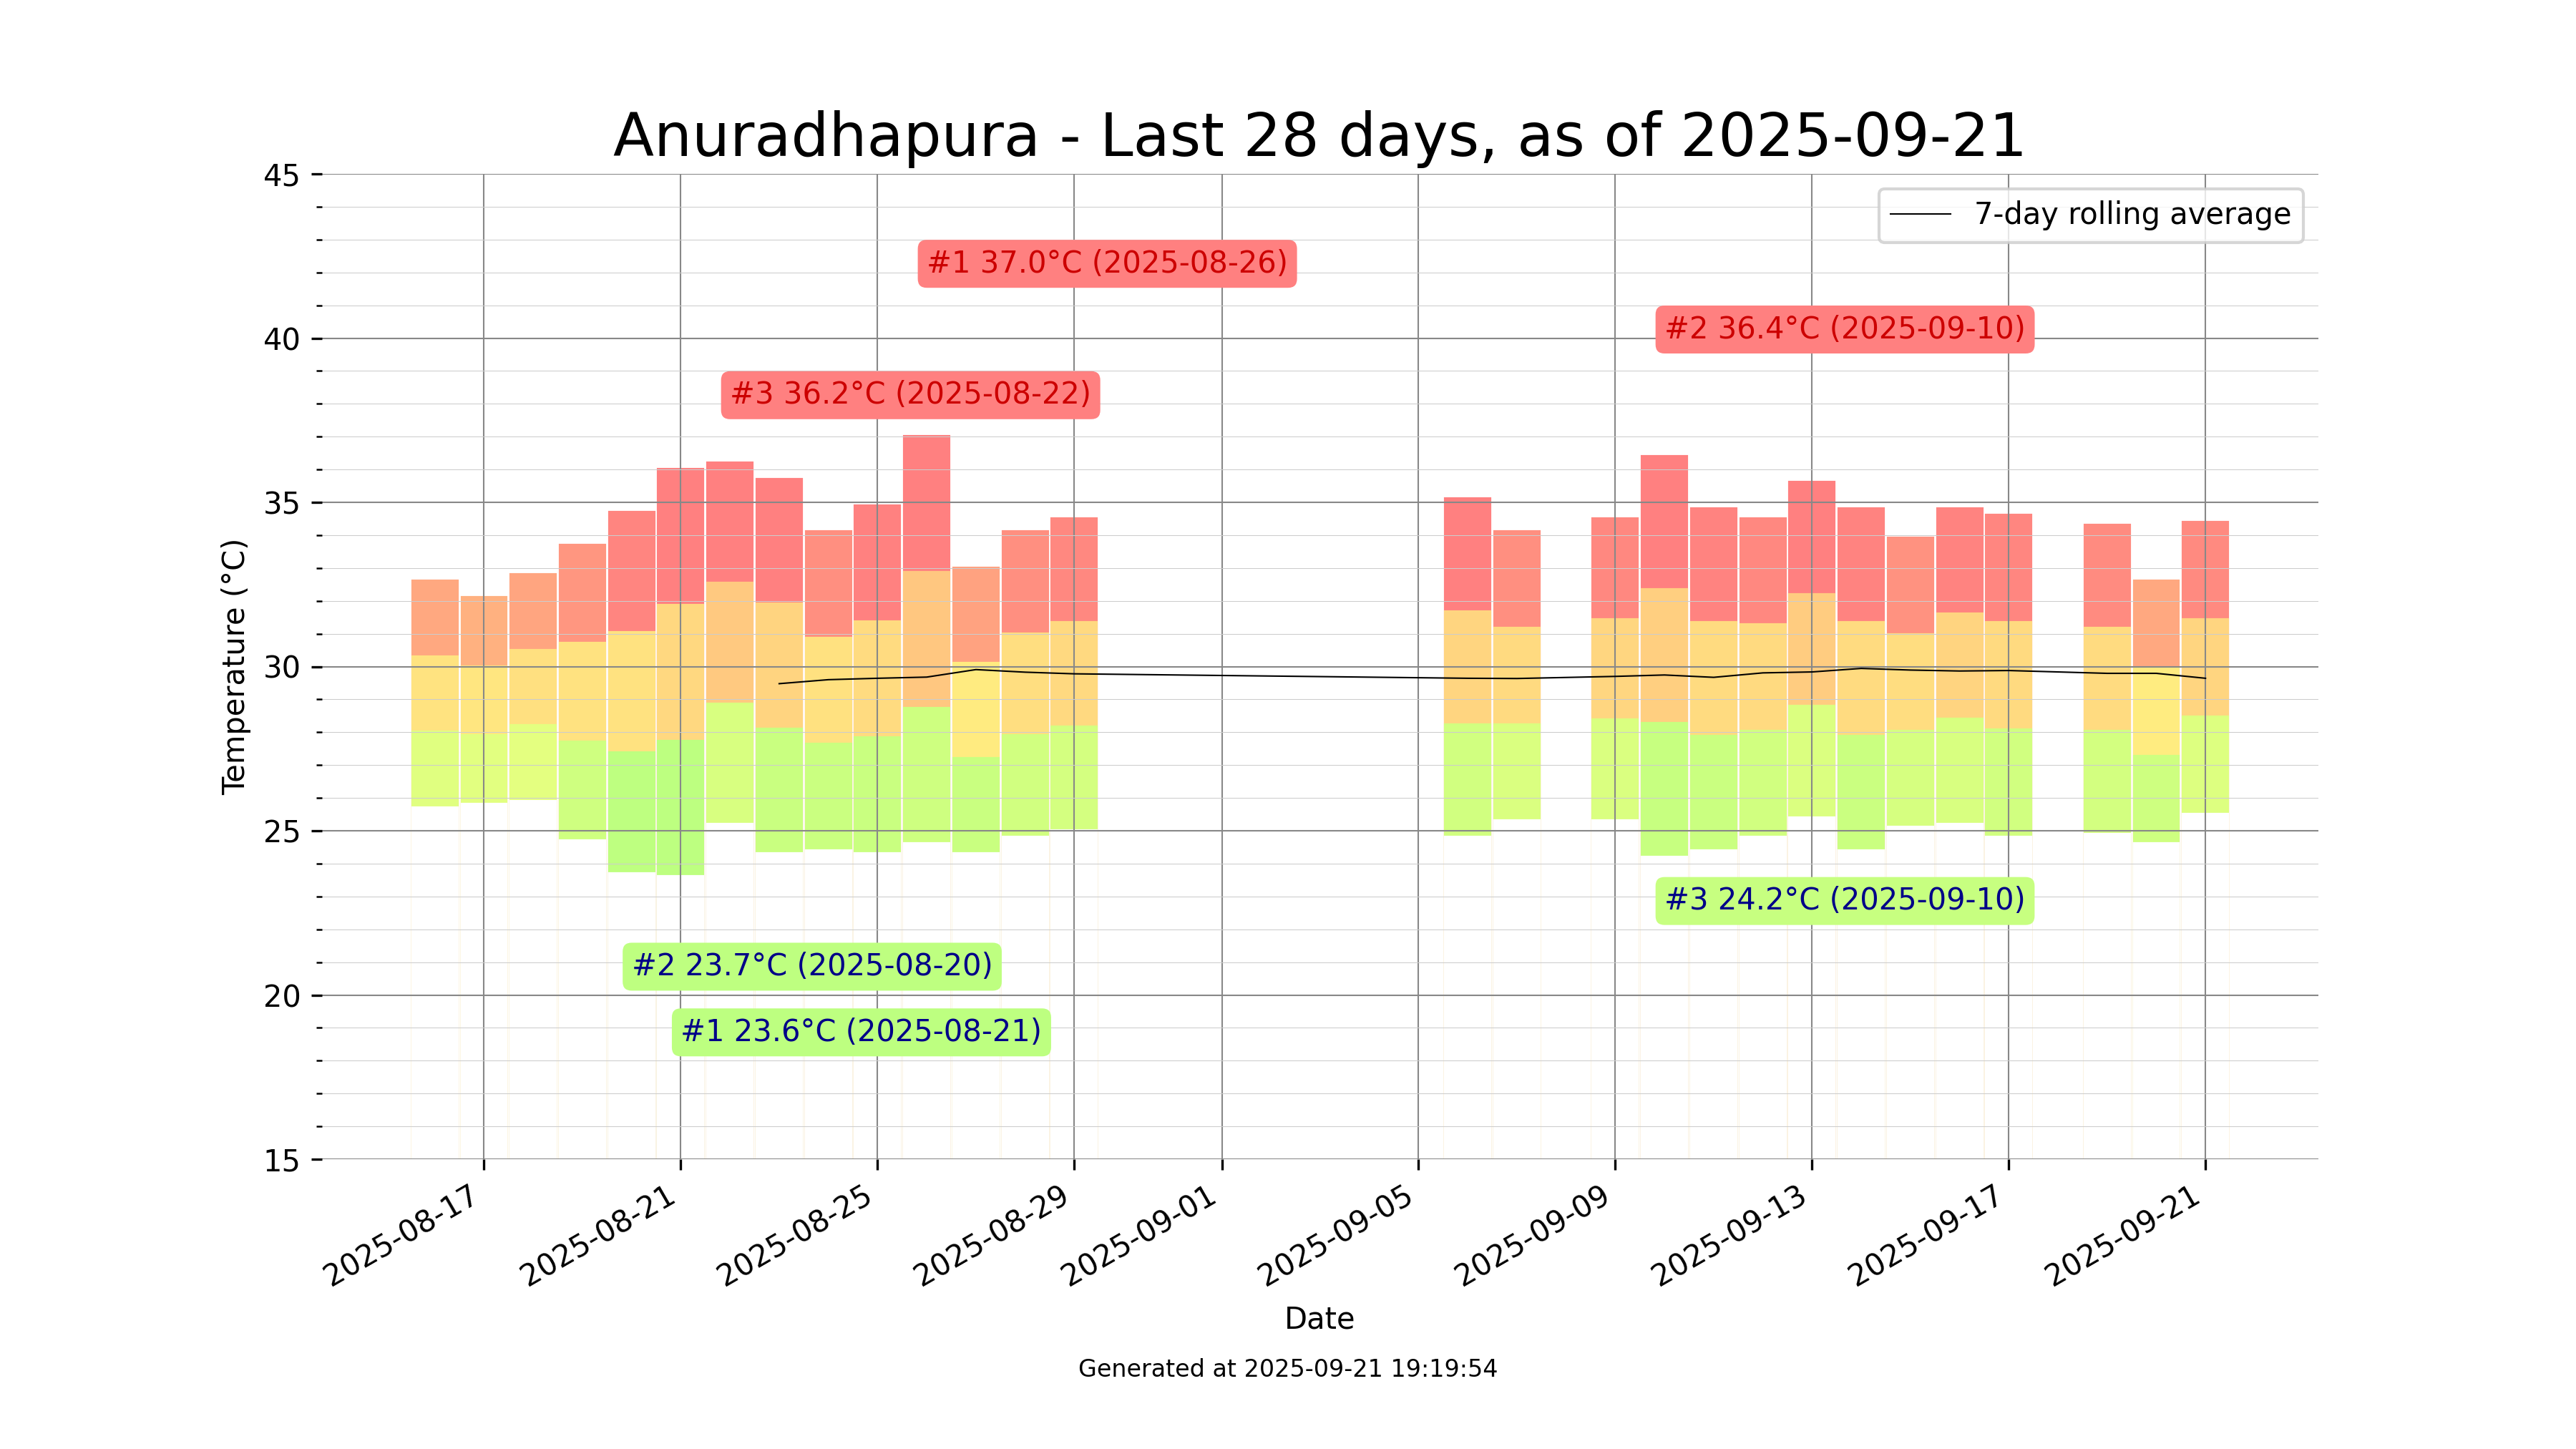 Anuradhapura - Last 28 days, as of 2025-09-21
45
40
35
30
25
20
15
Temperature (°C)
7-day rolling average
#1 37.0°C (2025-08-26)
#2 36.4°C (2025-09-10)
#3 36.2°C (2025-08-22)
#3 24.2°C (2025-09-10)
#2 23.7°C (2025-08-20)
#1 23.6°C (2025-08-21)
2025-08-17
2025-08-21
2025-08-25
2025-08-29
2025-09-01
2025-09-05
2025-09-09
2025-09-13
2025-09-17
2025-09-21
Date
Generated at 2025-09-21 19:19:54